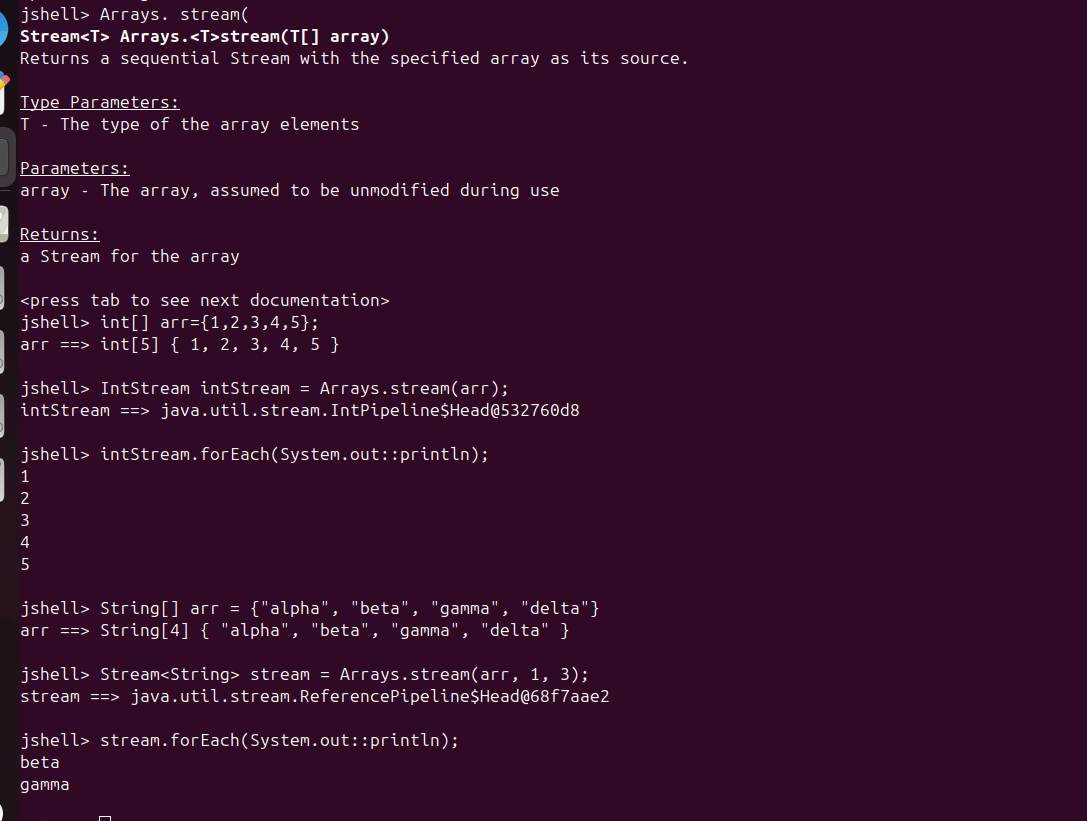 jshell> Arrays. stream(
Stream<T> Arrays.<T>stream(T[] array)
Returns a sequential Stream with the specified array as its source.
Type Parameters:
T - The type of the array elements
Parameters:
array - The array, assumed to be unmodified during use
Returns:
a Stream for the array
<press tab to see next documentation>
jshell> int[] arr={1,2,3,4,5};
arr ==> int[5] { 1, 2, 3, 4, 5 }
jshell> IntStream intStream = Arrays.stream(arr);
intStream ==> java.util.stream.IntPipeline$Head@532760d8
jshell> intStream.forEach(System.out::println);
1
2
3
4
5
jshell> String[] arr = {"alpha", "beta", "gamma", "delta"}
arr ==> String[4] { "alpha", "beta", "gamma", "delta" }
jshell> Stream<String> stream = Arrays.stream(arr, 1, 3);
stream ==> java.util.stream.ReferencePipeline$Head@68f7aae2
jshell> stream.forEach(System.out::println);
beta
gamma